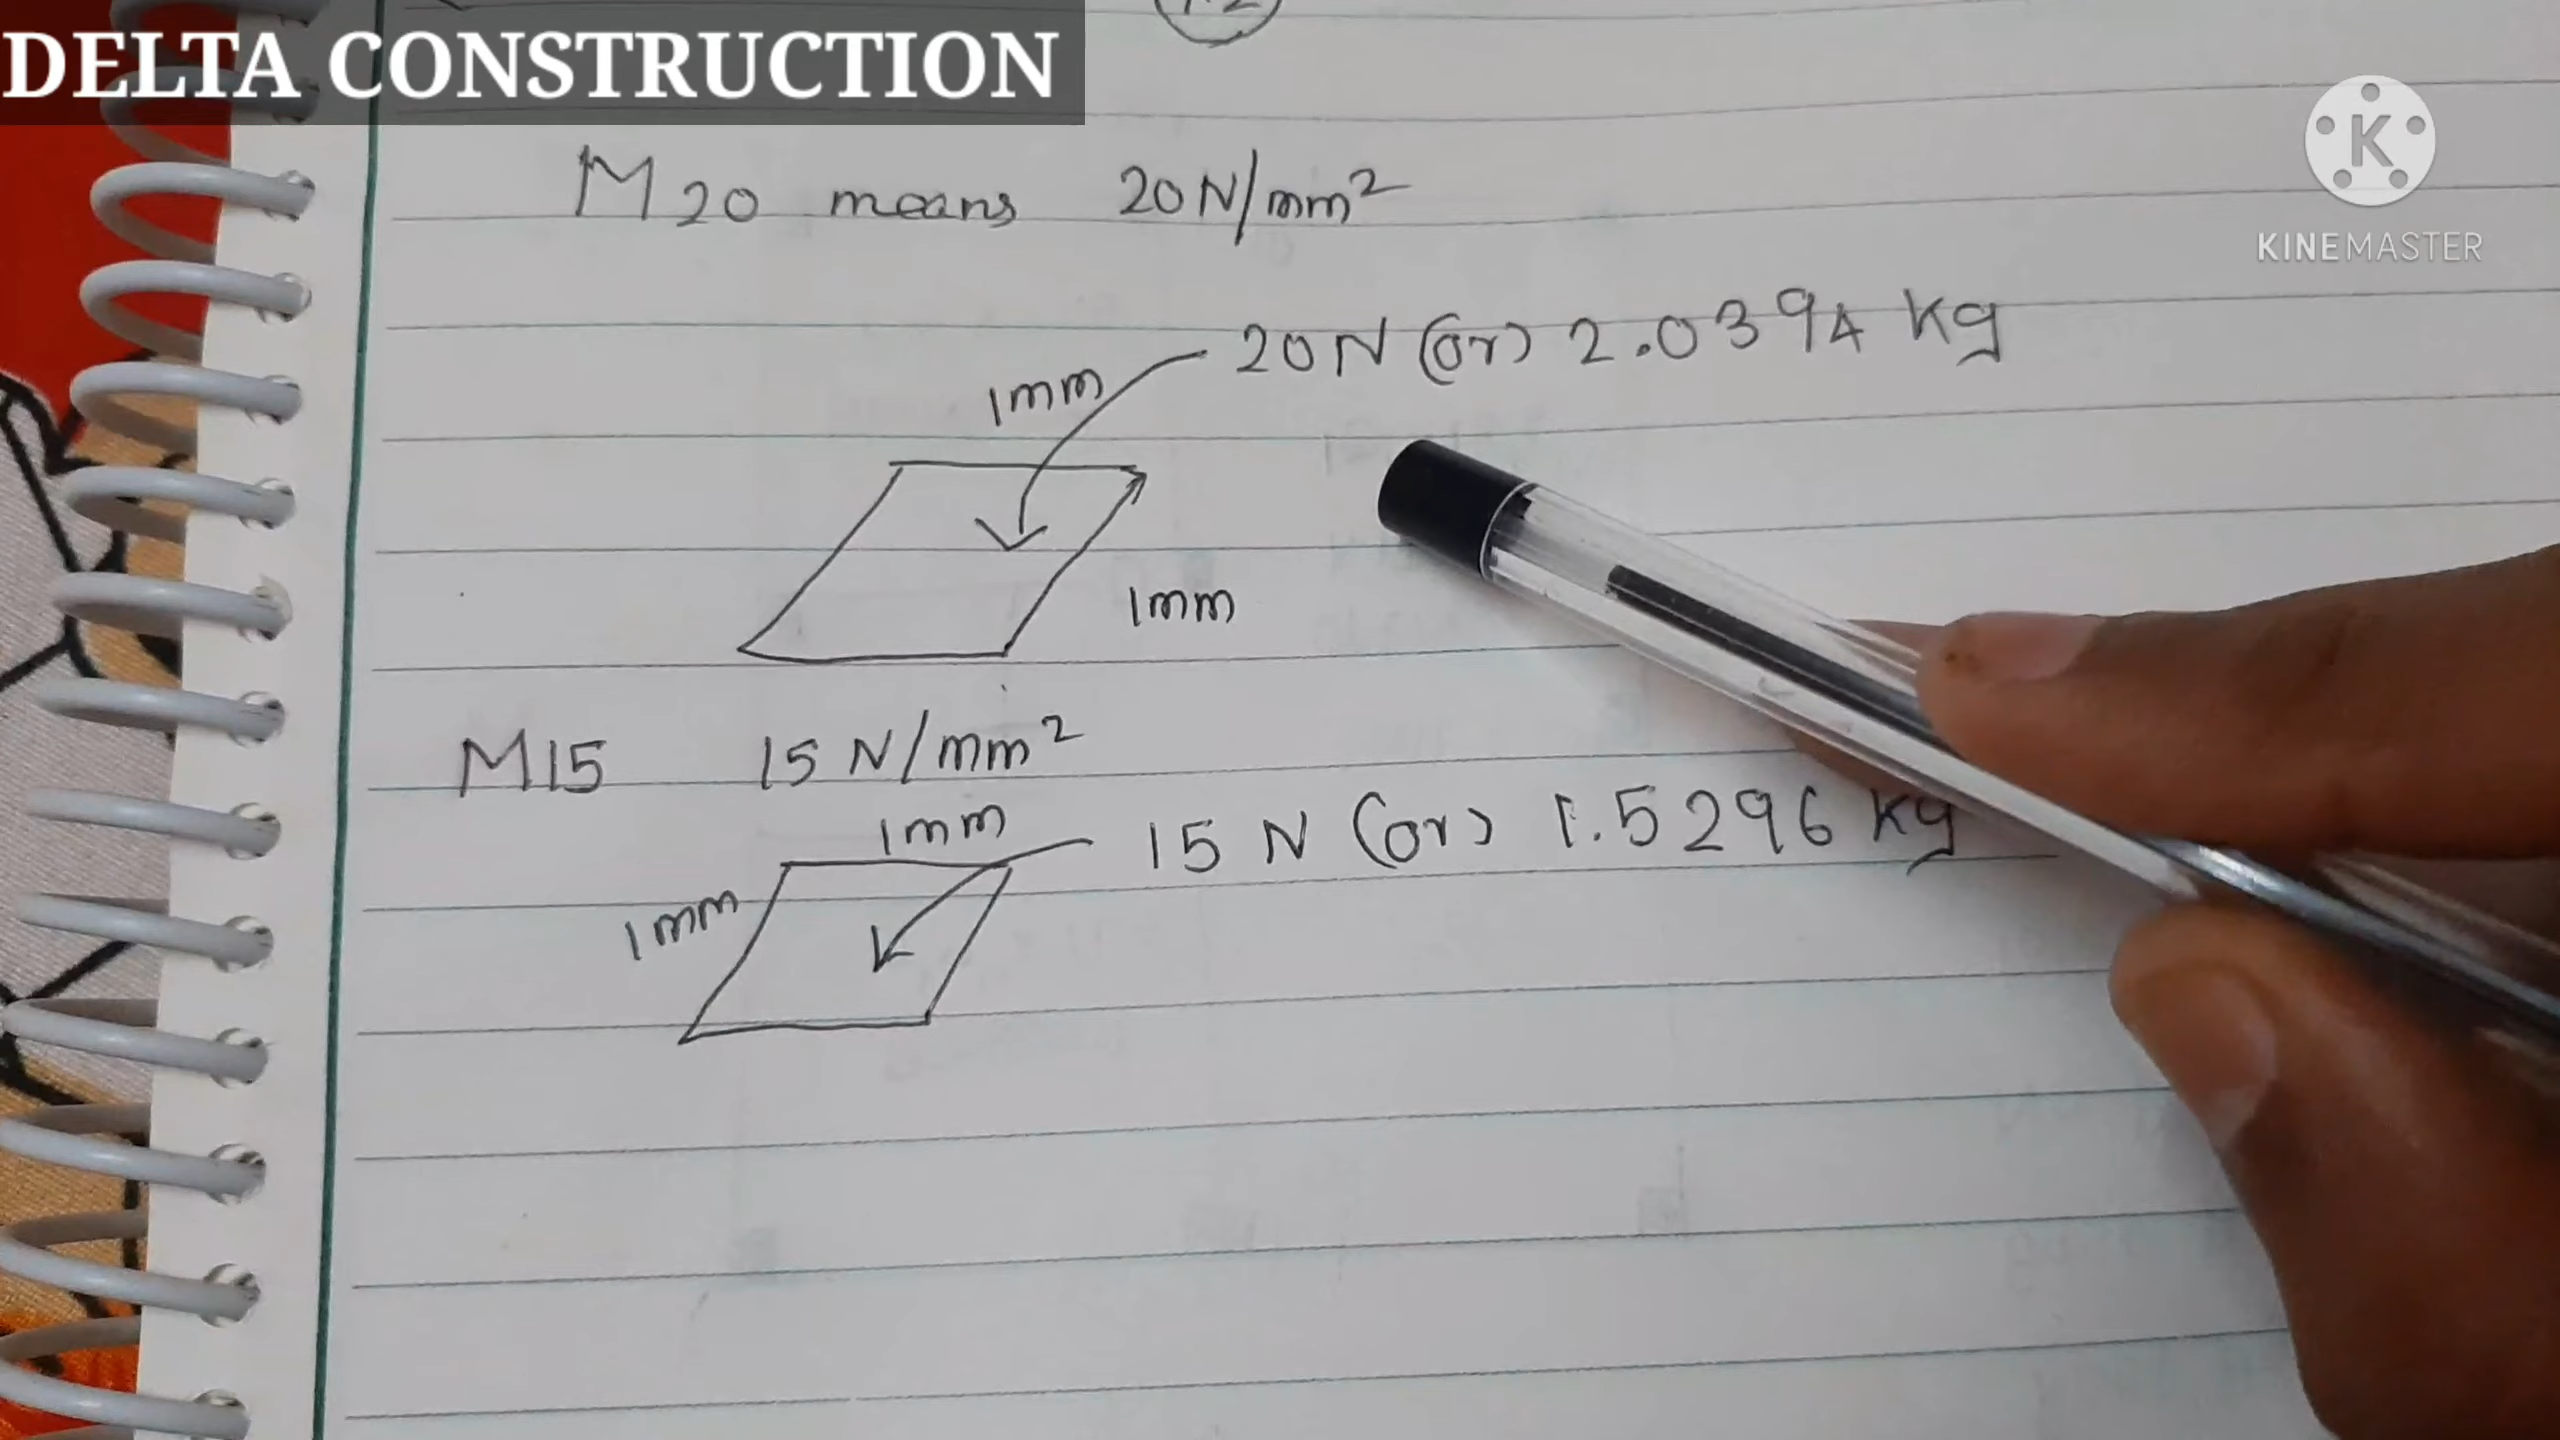 DELTA CONSTRUCTION
K
KINEMASTER
M20 means 20N/mm²
20N (or) 2.0394 Kg
1mm
1mm
M15 15 N/mm²
1mm
15 N (or) 1.5296 Kg
1mm